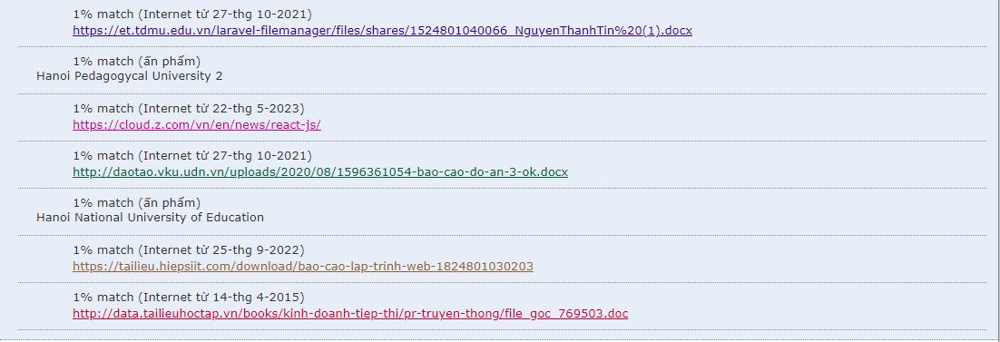 1% match (Internet từ 27-thg 10-2021)
https://et.tdmu.edu.vn/laravel-filemanager/files/shares/1524801040066_NguyenThanhTin%20(1).docx
1% match (ấn phẩm)
Hanoi Pedagogycal University 2
1% match (Internet từ 22-thg 5-2023)
https://cloud.z.com/vn/en/news/react-js/
1% match (Internet từ 27-thg 10-2021)
http://daotao.vku.udn.vn/uploads/2020/08/1596361054-bao-cao-do-an-3-ok.docx
1% match (ấn phẩm)
Hanoi National University of Education
1% match (Internet từ 25-thg 9-2022)
https://tailieu.hiepsiit.com/download/bao-cao-lap-trinh-web-1824801030203
1% match (Internet từ 14-thg 4-2015)
http://data.tailieuhoctap.vn/books/kinh-doanh-tiep-thi/pr-truyen-thong/file_goc_769503.doc